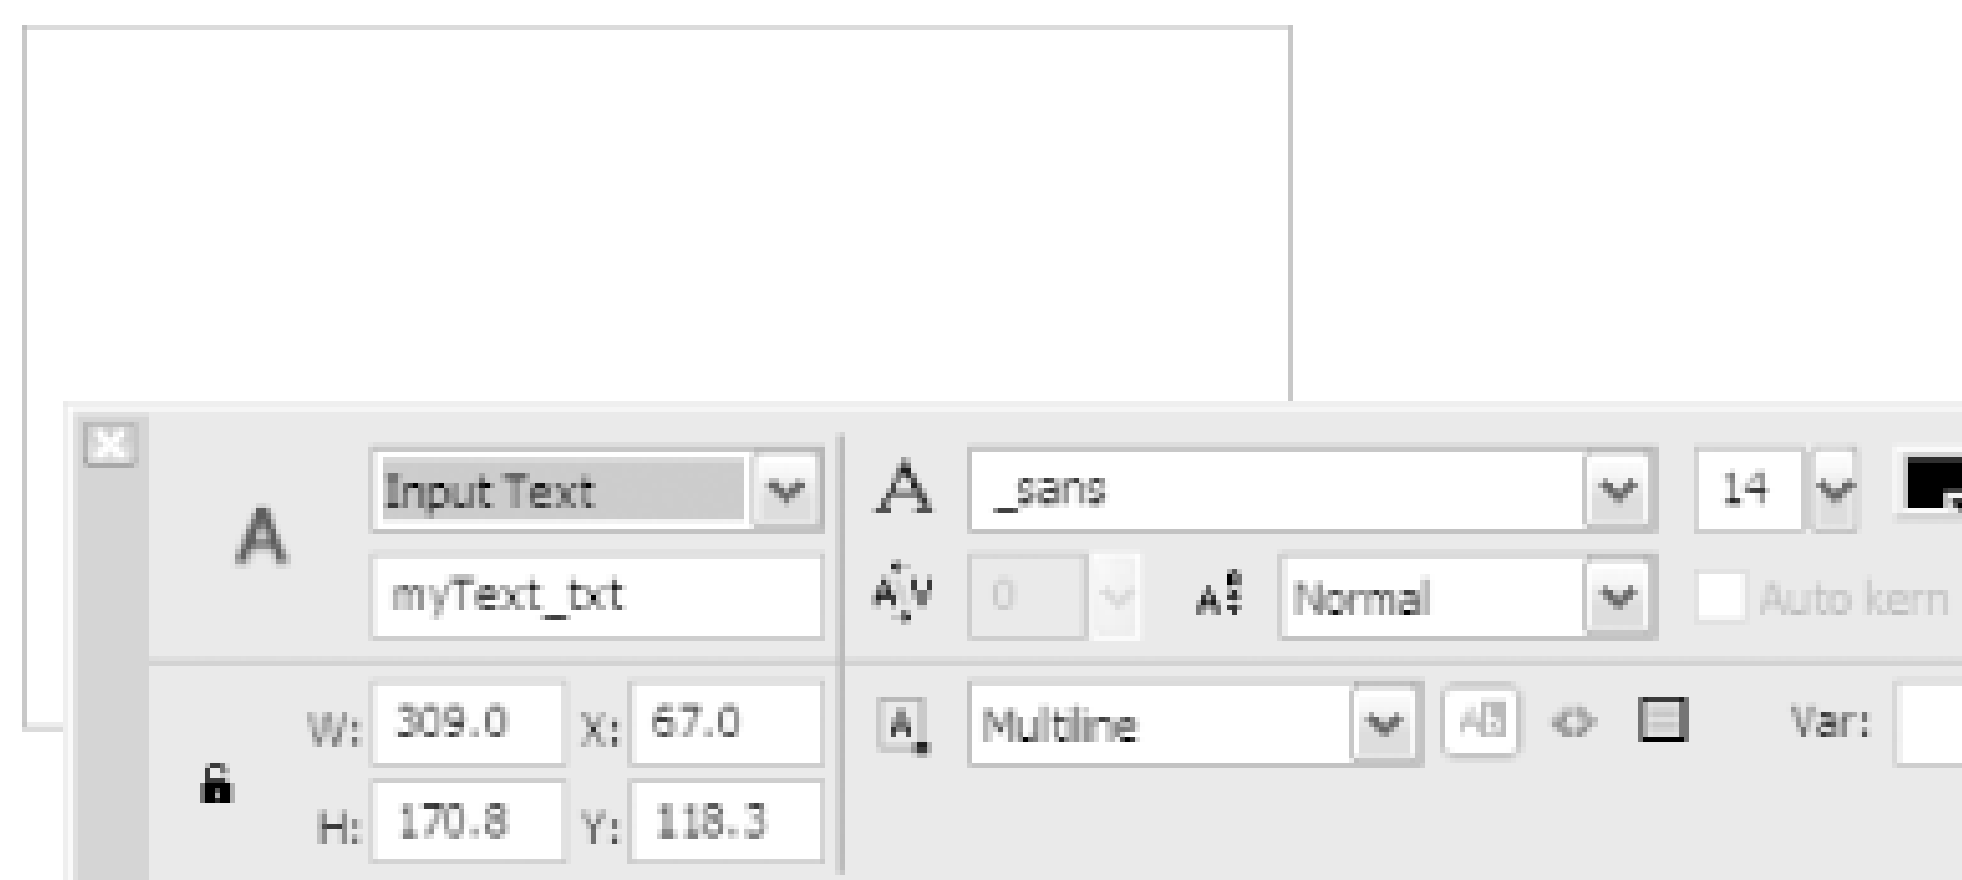 Input Text
A _sans 14
A
myText_txt
A V 0 A Normal Auto kern
W: 309.0 X: 67.0 A Multiline AB Var:
H: 170.8 Y: 118.3